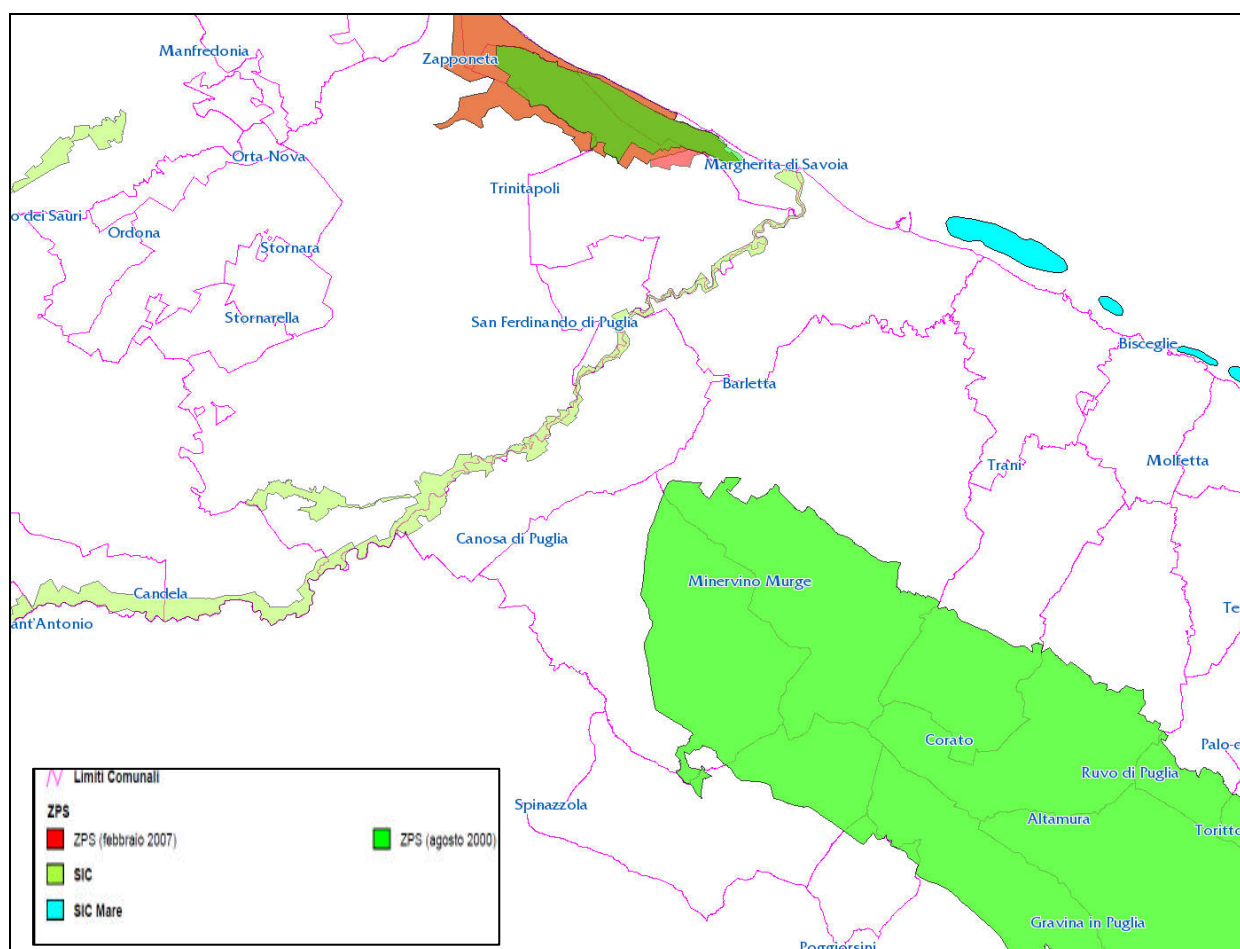 Manfredonia
Zapponeta
Orta Nova
Margherita di Savoia
Trinitapoli
o dei Sauri
Ordona
Stornara
Stornarella
San Ferdinando di Puglia
Bisceglie
Barletta
Trani
Molfetta
Canosa di Puglia
Minervino Murge
Candela
ant'Antonio
Te
Corato
Palo-e
Ruvo di Puglia
Spinazzola
Altamura
Toritto
Gravina in Puglia
Poggiorsini
Limiti Comunali
ZPS
ZPS (febbraio 2007)
ZPS (agosto 2000)
SIC
SIC Mare